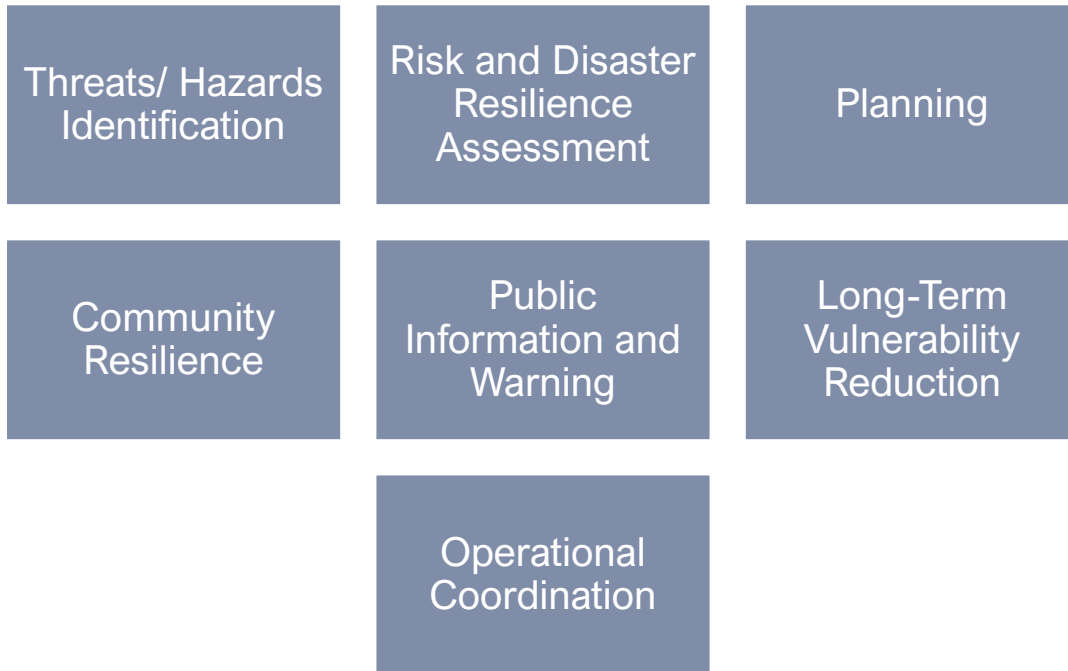 Threats/ Hazards
Identification
Risk and Disaster
Resilience
Assessment
Planning
Community
Resilience
Public
Information and
Warning
Long-Term
Vulnerability
Reduction
Operational
Coordination